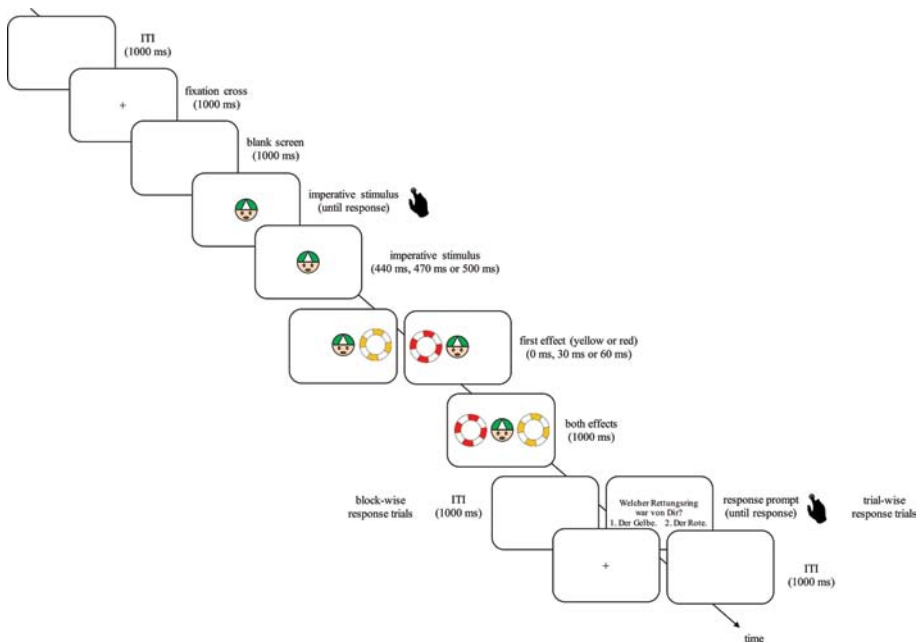 ITI
(1000 ms)
+
fixation cross
(1000 ms)
blank screen
(1000 ms)
imperative stimulus
(until response)
imperative stimulus
(440 ms, 470 ms or 500 ms)
first effect (yellow or red)
(0 ms, 30 ms or 60 ms)
both effects
(1000 ms)
block-wise
response trials
ITI
(1000 ms)
Welcher Rettungsring
war von Dir?
1. Der Gelbe. 2. Der Rote.
response prompt
(until response)
trial-wise
response trials
+
ITI
(1000 ms)
time